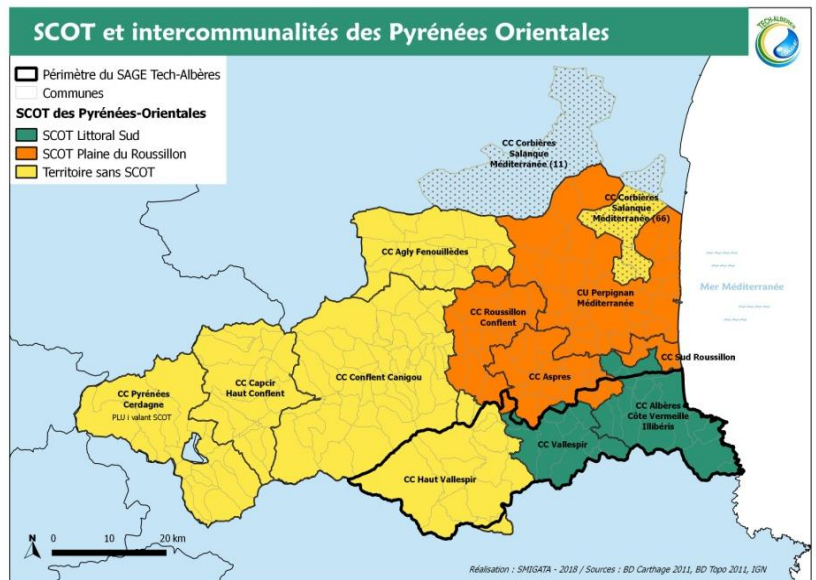 SCOT et intercommunalités des Pyrénées Orientales
TECH-ALBÈRES
Périmètre du SAGE Tech-Albères
Communes
SCOT des Pyrénées-Orientales
SCOT Littoral Sud
SCOT Plaine du Roussillon
Territoire sans SCOT
CC Corbières
Salanque
Méditerranée (11)
CC Corbières
Salanque
Méditerranée (66)
CC Agly Fenouillèdes
CU Perpignan
Méditerranée
Mer Méditerranée
CC Roussillon
Conflent
CC Sud Roussillon
CC Aspres
CC Conflent Canigou
CC Capcir
Haut Conflent
CC Pyrénées
Cerdagne
PLU i valant SCOT
CC Albères
Côte Vermeille
Illibéris
CC Vallespir
CC Haut Vallespir
N
0 10 20 km
Réalisation : SMIGATA - 2018 / Sources : BD Carthage 2011, BD Topo 2011, IGN